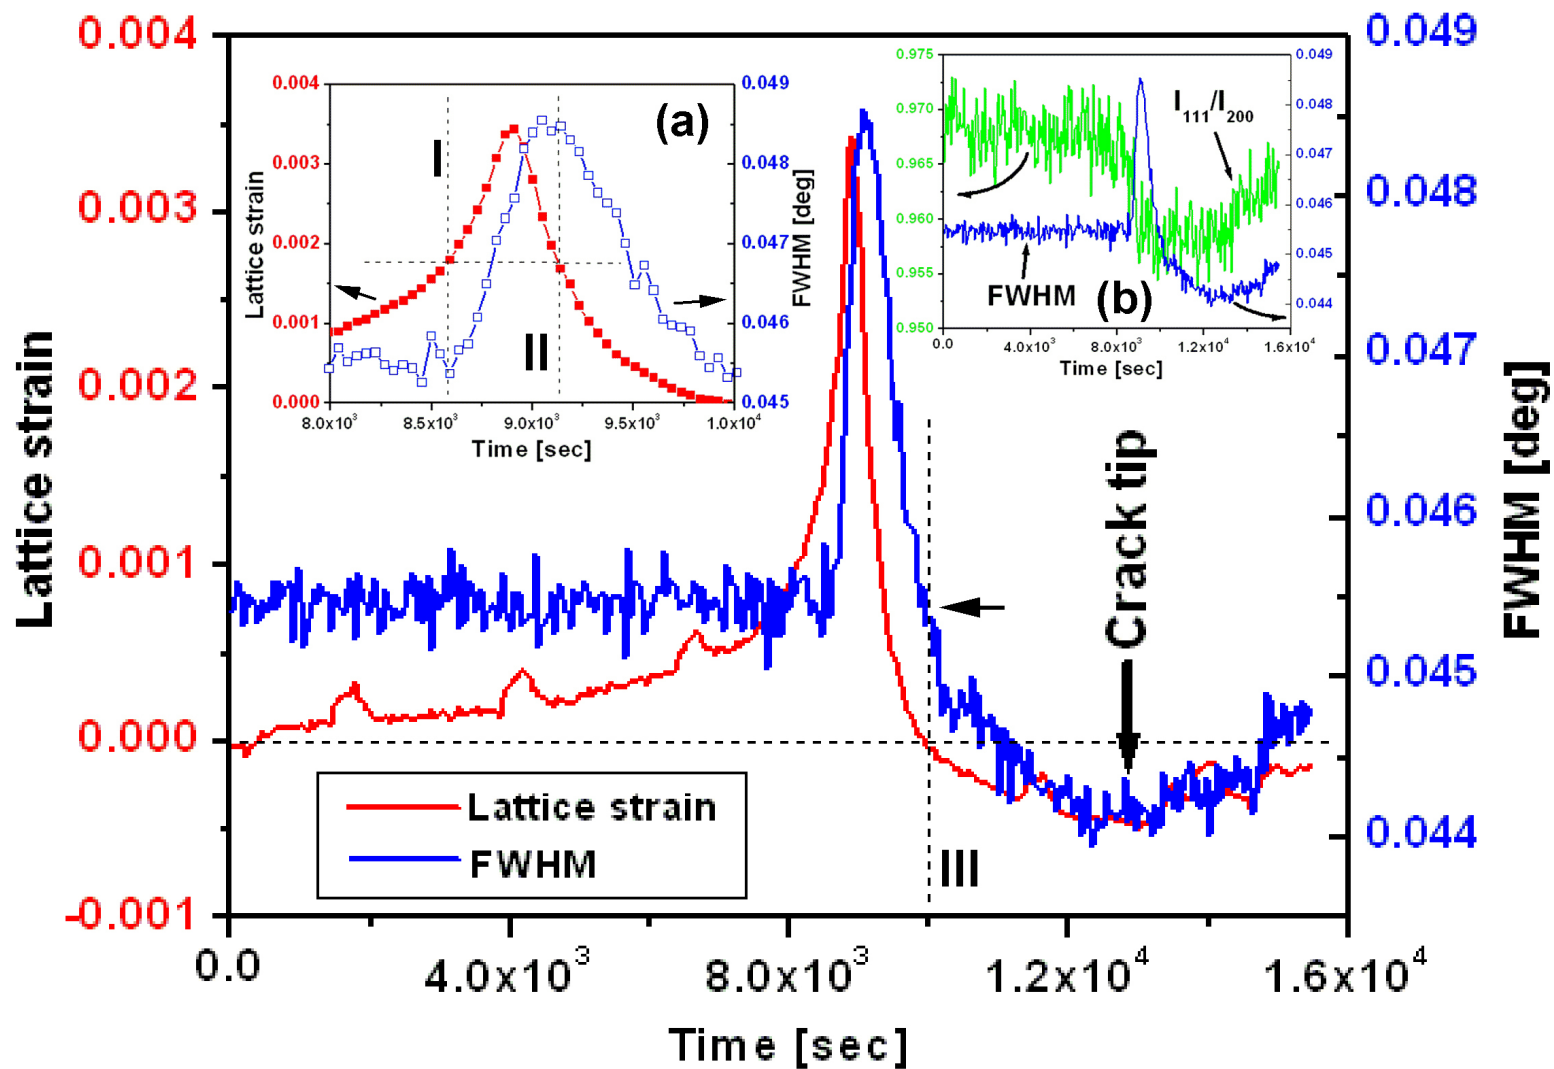 0.004
0.003
0.002
0.001
0.000
-0.001
Lattice strain
0.049
0.048
0.047
0.046
0.045
0.044
FWHM [deg]
0.0
4.0x10³
8.0x10³
1.2x10⁴
1.6x10⁴
Time [sec]
(a)
I
II
0.004
0.003
0.002
0.001
0.000
Lattice strain
0.049
0.048
0.047
0.046
0.045
FWHM [deg]
8.0x10³
8.5x10³
9.0x10³
9.5x10³
1.0x10⁴
Time [sec]
0.975
0.970
0.965
0.960
0.955
0.950
I₁₁₁/I₂₀₀
FWHM
(b)
0.049
0.048
0.047
0.046
0.045
0.044
0.0
4.0x10³
8.0x10³
1.2x10⁴
1.6x10⁴
Time [sec]
Crack tip
III
Lattice strain
FWHM